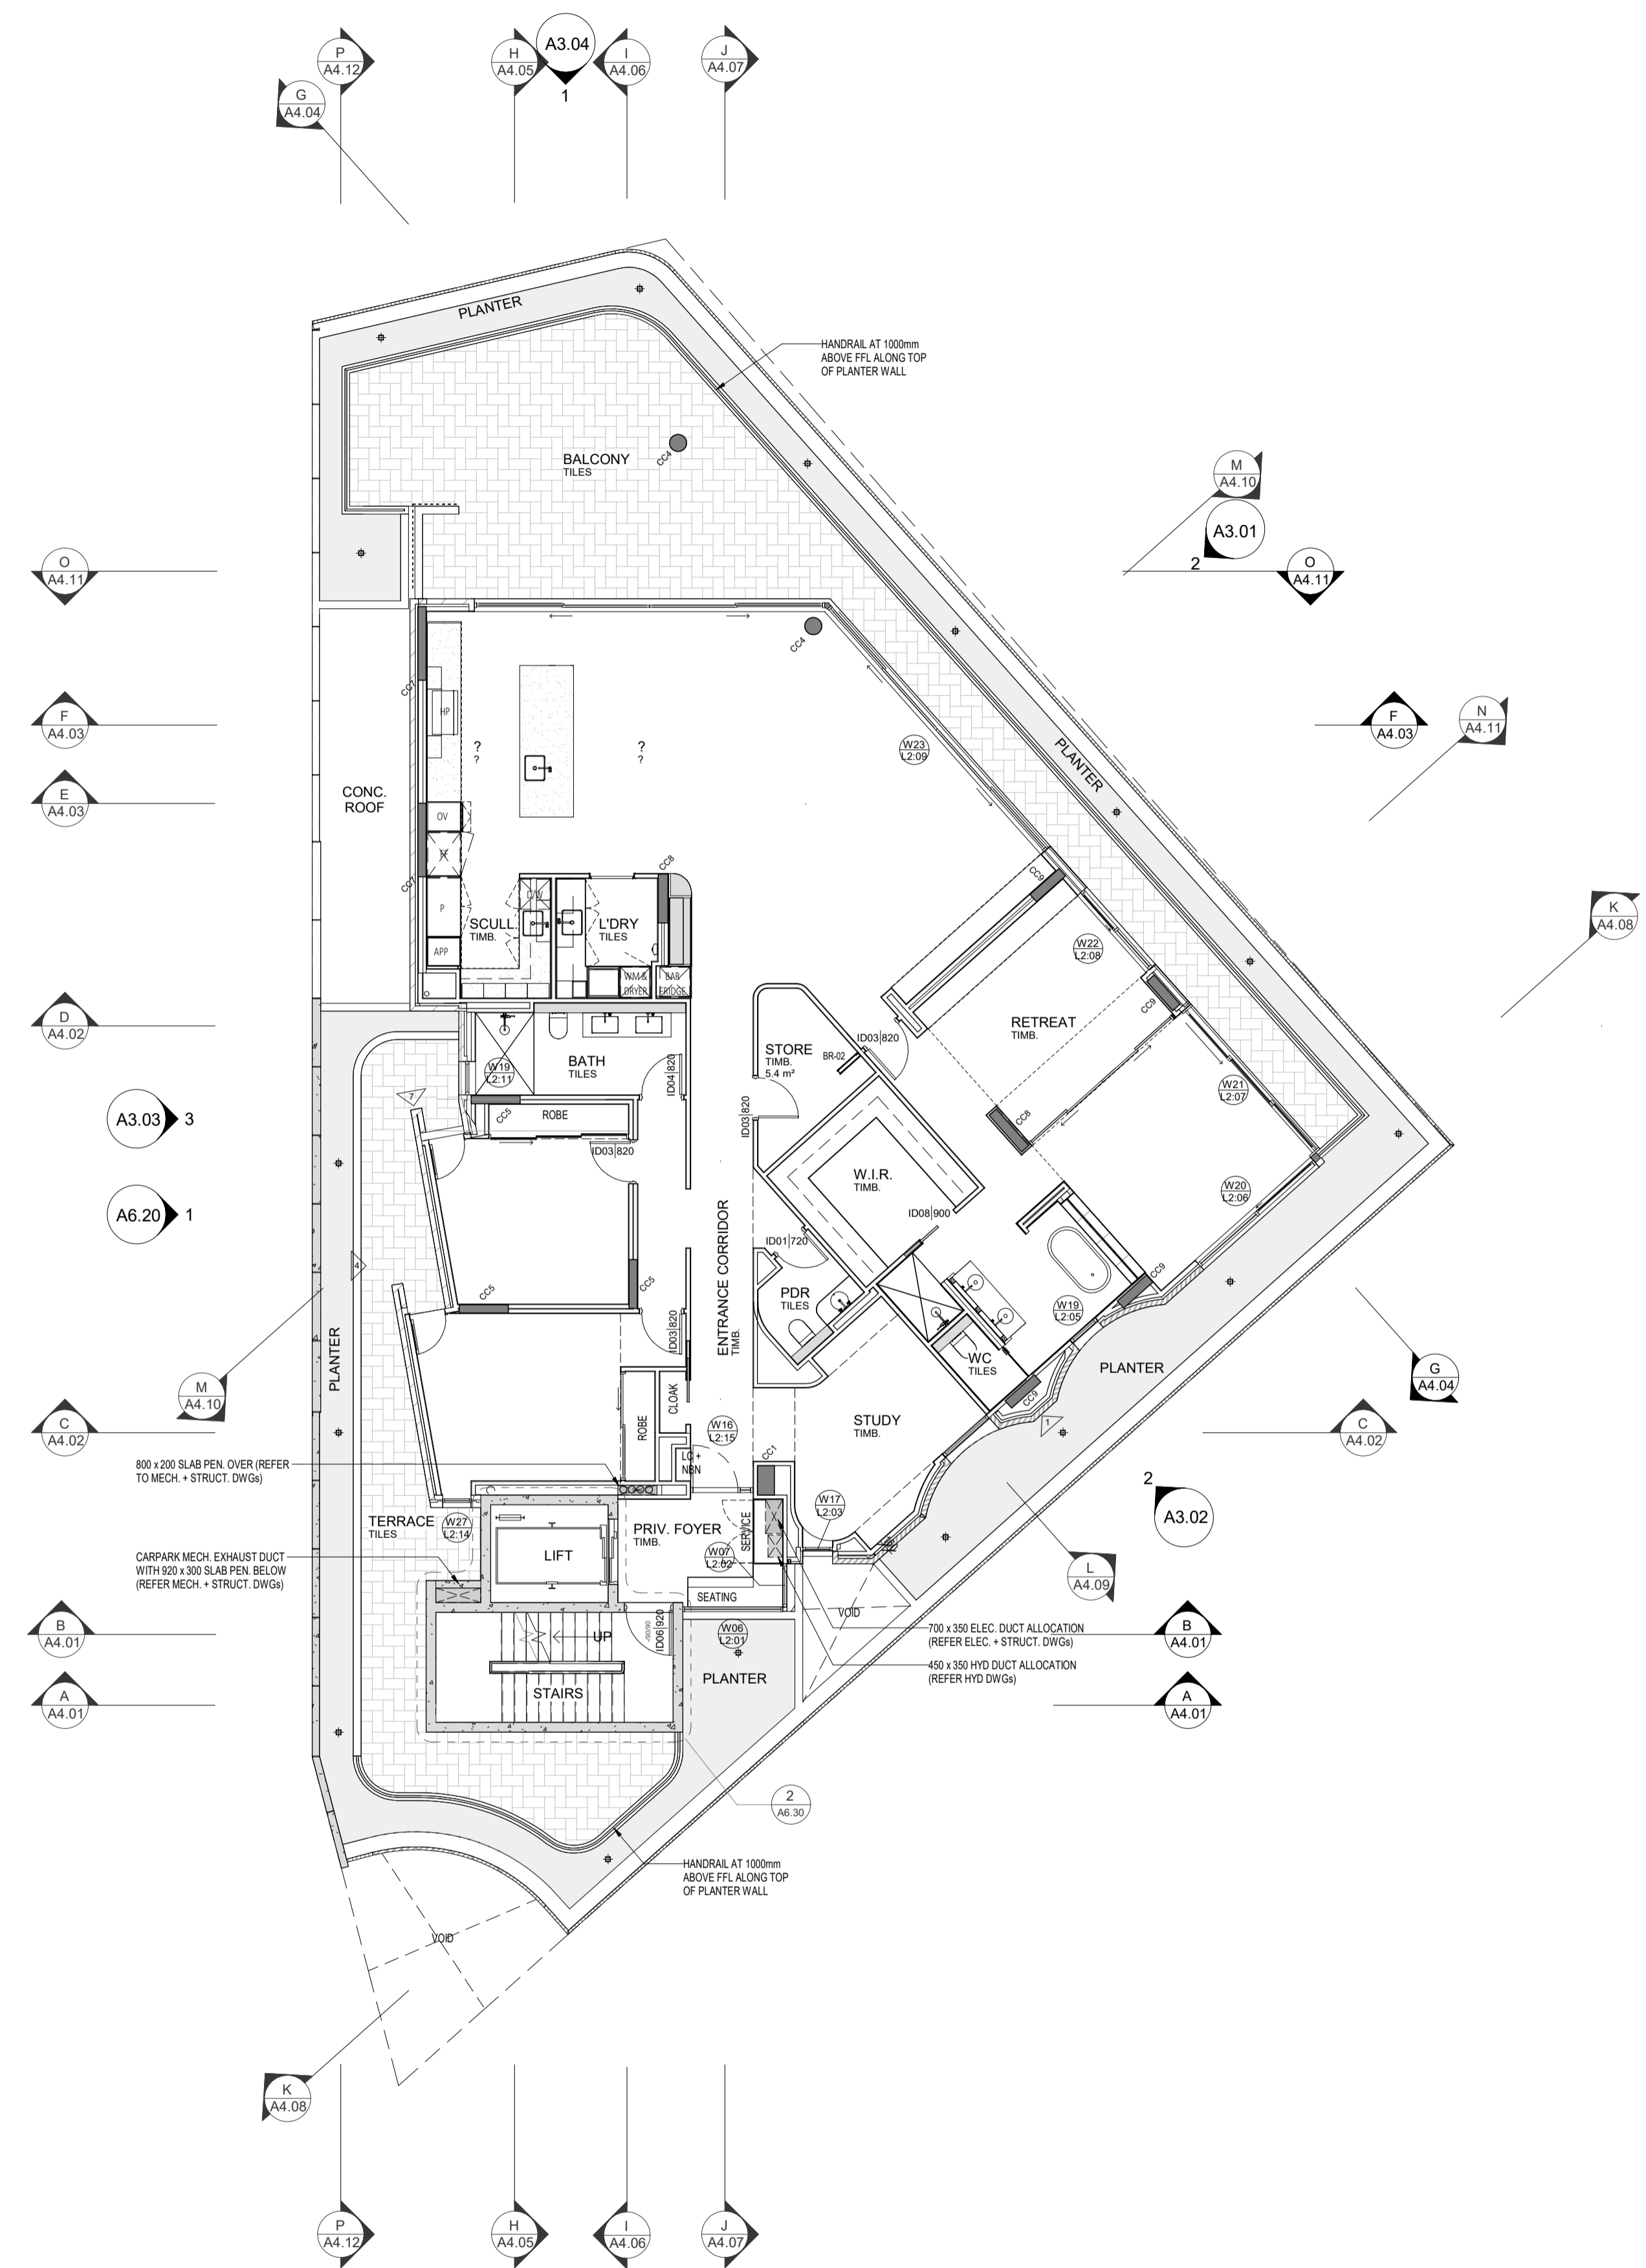 P
A4.12
H
A4.05
A3.04
1
I
A4.06
J
A4.07
G
A4.04
PLANTER
HANDRAIL AT 1000mm
ABOVE FFL ALONG TOP
OF PLANTER WALL
BALCONY
TILES
CC4
M
A4.10
A3.01
2
O
A4.11
O
A4.11
CC4
CC7
HP
?
?
?
?
W23
L2:09
PLANTER
F
A4.03
F
A4.03
N
A4.11
E
A4.03
CONC.
ROOF
OV
CC7
P
APP
SCULL.
TIMB.
L'DRY
TILES
CC8
WM &
DRYER
BAR
FRIDGE
CC9
W22
L2:08
K
A4.08
D
A4.02
RETREAT
TIMB.
CC9
STORE
TIMB.
5.4 m²
BR-02
ID03|820
BATH
TILES
W19
L2:11
ID04|820
ROBE
CC5
ID03|820
ID03|820
7
A3.03
3
W21
L2:07
CC8
W.I.R.
TIMB.
W20
L2:06
A6.20
1
ID08|900
ID01|720
ENTRANCE CORRIDOR
TIMB.
4
CC5
CC5
PDR
TILES
CC9
W19
L2:05
ID03|820
PLANTER
WC
TILES
PLANTER
CC9
G
A4.04
M
A4.10
CLOAK
ROBE
STUDY
TIMB.
1
C
A4.02
C
A4.02
W16
L2:15
LC +
NBN
CC1
800 x 200 SLAB PEN. OVER (REFER
TO MECH. + STRUCT. DWGs)
2
A3.02
W17
L2:03
TERRACE
TILES
W27
L2:14
PRIV. FOYER
TIMB.
SERVICE
LIFT
W07
L2:02
CARPARK MECH. EXHAUST DUCT
WITH 920 x 300 SLAB PEN. BELOW
(REFER MECH. + STRUCT. DWGs)
L
A4.09
SEATING
VOID
B
A4.01
UP
-/90/90
ID06|920
W06
L2:01
700 x 350 ELEC. DUCT ALLOCATION
(REFER ELEC. + STRUCT. DWGs)
B
A4.01
450 x 350 HYD DUCT ALLOCATION
(REFER HYD DWGs)
PLANTER
STAIRS
A
A4.01
A
A4.01
2
A6.30
HANDRAIL AT 1000mm
ABOVE FFL ALONG TOP
OF PLANTER WALL
VOID
K
A4.08
P
A4.12
H
A4.05
I
A4.06
J
A4.07